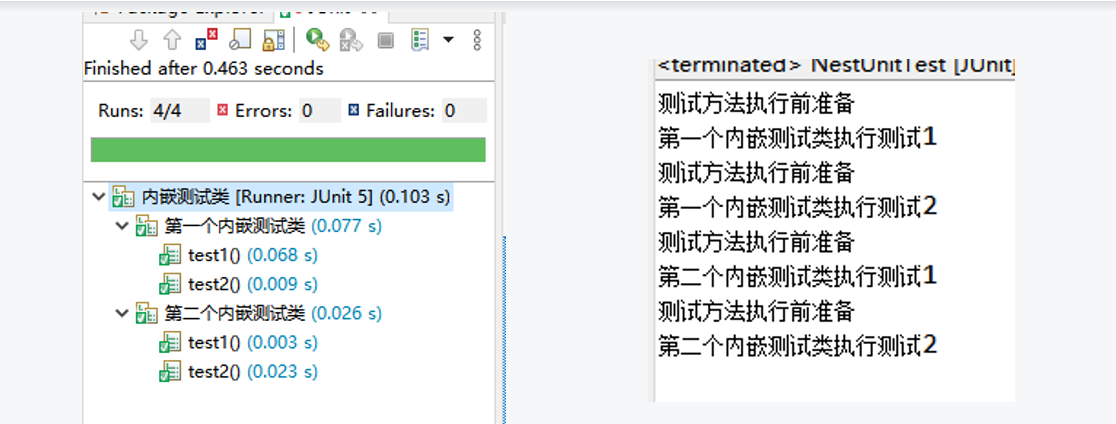 Finished after 0.463 seconds
Runs: 4/4 Errors: 0 Failures: 0
内嵌测试类 [Runner: JUnit 5] (0.103 s)
第一个内嵌测试类 (0.077 s)
test1() (0.068 s)
test2() (0.009 s)
第二个内嵌测试类 (0.026 s)
test1() (0.003 s)
test2() (0.023 s)
<terminated> NestUnitTest [JUnit]
测试方法执行前准备
第一个内嵌测试类执行测试1
测试方法执行前准备
第一个内嵌测试类执行测试2
测试方法执行前准备
第二个内嵌测试类执行测试1
测试方法执行前准备
第二个内嵌测试类执行测试2